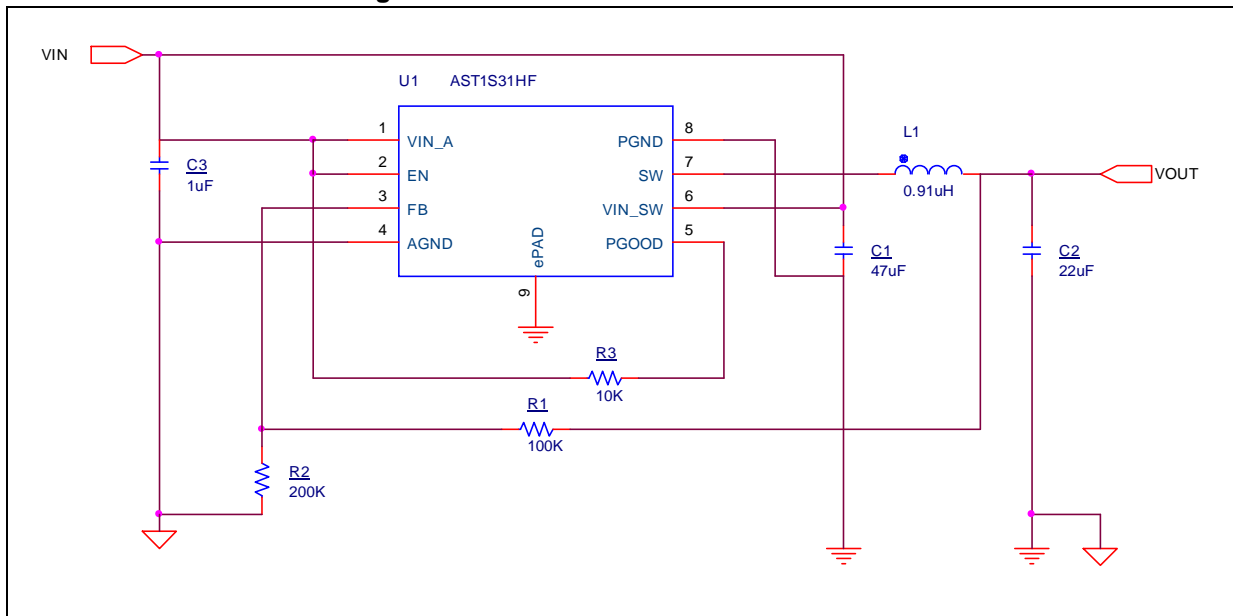 VIN
U1 AST1S31HF
1 VIN_A
2 EN
3 FB
4 AGND
8 PGND
7 SW
6 VIN_SW
5 PGOOD
ePAD
9
C3
1uF
L1
0.91uH
VOUT
C1
47uF
C2
22uF
R3
10K
R1
100K
R2
200K